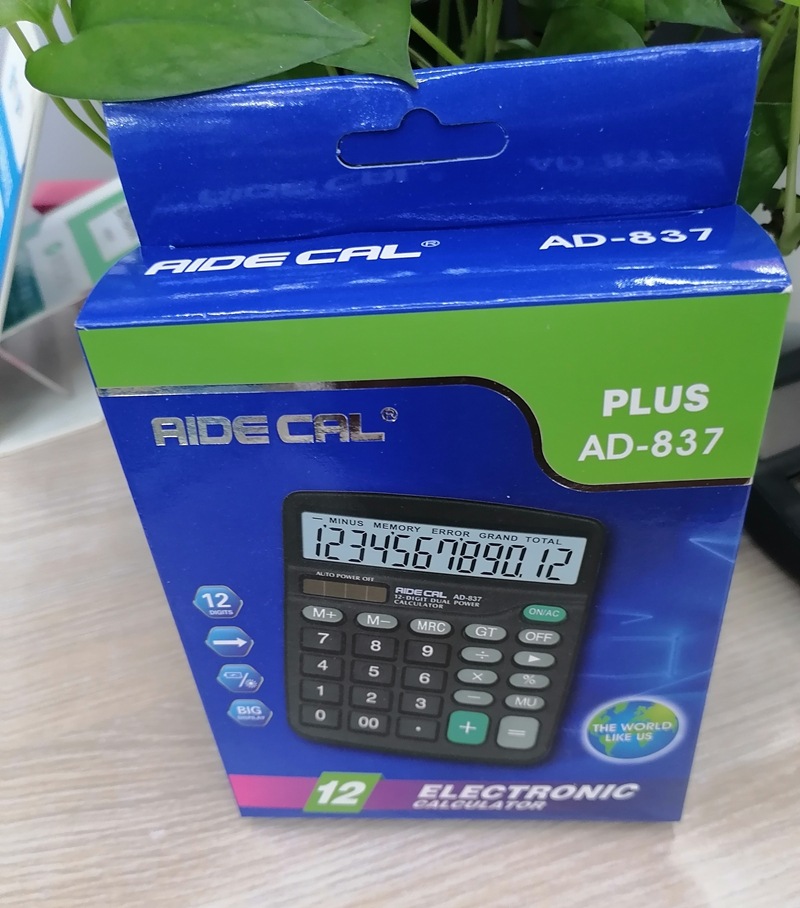 AIDE CAL®
AD-837
PLUS
AD-837
AIDE CAL®
— MINUS MEMORY ERROR GRAND TOTAL
1234567890.12
AUTO POWER OFF
AIDE CAL AD-837
12-DIGIT DUAL POWER
CALCULATOR
ON/AC
M+ M− MRC GT OFF
7 8 9 ÷ ▶
4 5 6 × %
1 2 3 − MU
0 00 . + =
12
DIGITS
BIG
DISPLAY
THE WORLD
LIKE US
12 ELECTRONIC
CALCULATOR